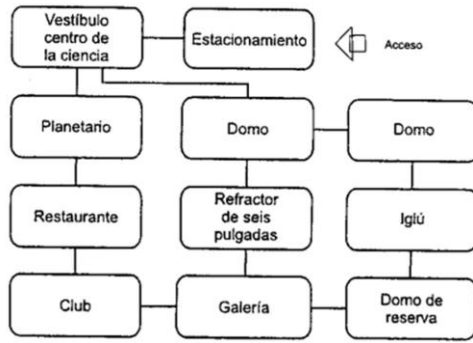 Vestíbulo
centro de
la ciencia
Estacionamiento
Acceso
Planetario
Domo
Domo
Restaurante
Refractor
de seis
pulgadas
Iglú
Club
Galería
Domo de
reserva